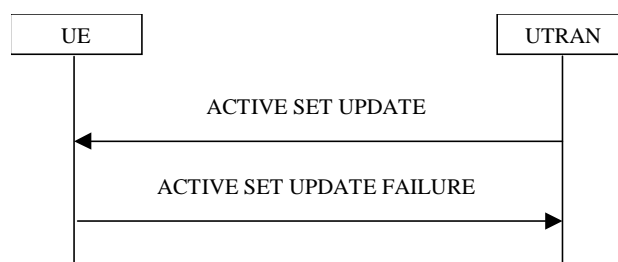 UE
UTRAN
ACTIVE SET UPDATE
ACTIVE SET UPDATE FAILURE